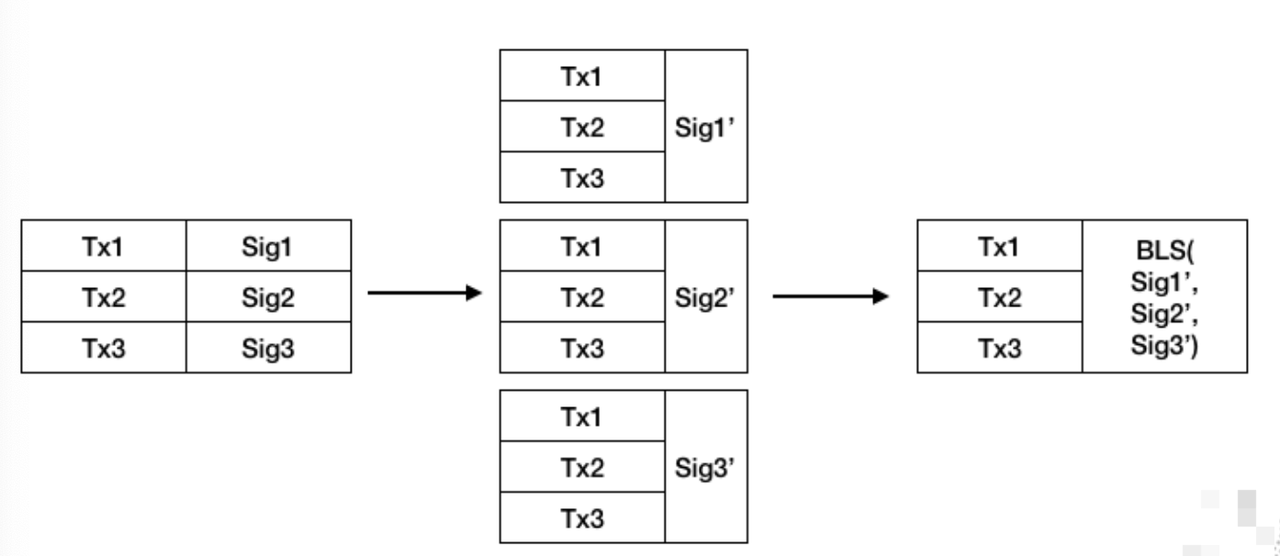 Tx1 Sig1
Tx2 Sig2
Tx3 Sig3
Tx1
Tx2 Sig1’
Tx3
Tx1
Tx2 Sig2’
Tx3
Tx1
Tx2 Sig3’
Tx3
Tx1
Tx2
Tx3
BLS(
Sig1’,
Sig2’,
Sig3’)